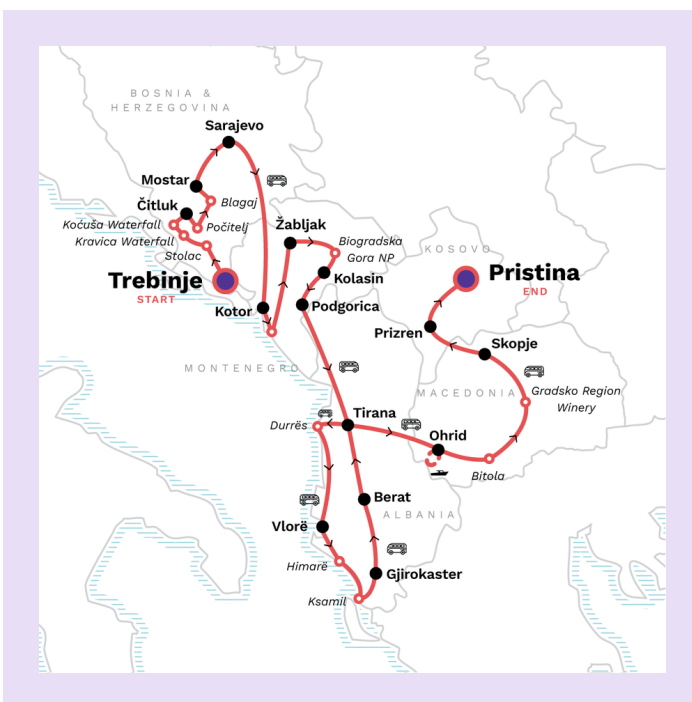 BOSNIA &
HERZEGOVINA
Sarajevo
Mostar
Blagaj
Čitluk
Koćuša Waterfall
Počitelj
Kravica Waterfall
Stolac
Žabljak
Biogradska
Gora NP
KOSOVO
Trebinje
START
Kolasin
Pristina
END
Kotor
Podgorica
Prizren
Skopje
MONTENEGRO
MACEDONIA
Gradsko Region
Winery
Tirana
Durrës
Ohrid
Bitola
Berat
ALBANIA
Vlorë
Himarë
Gjirokaster
Ksamil